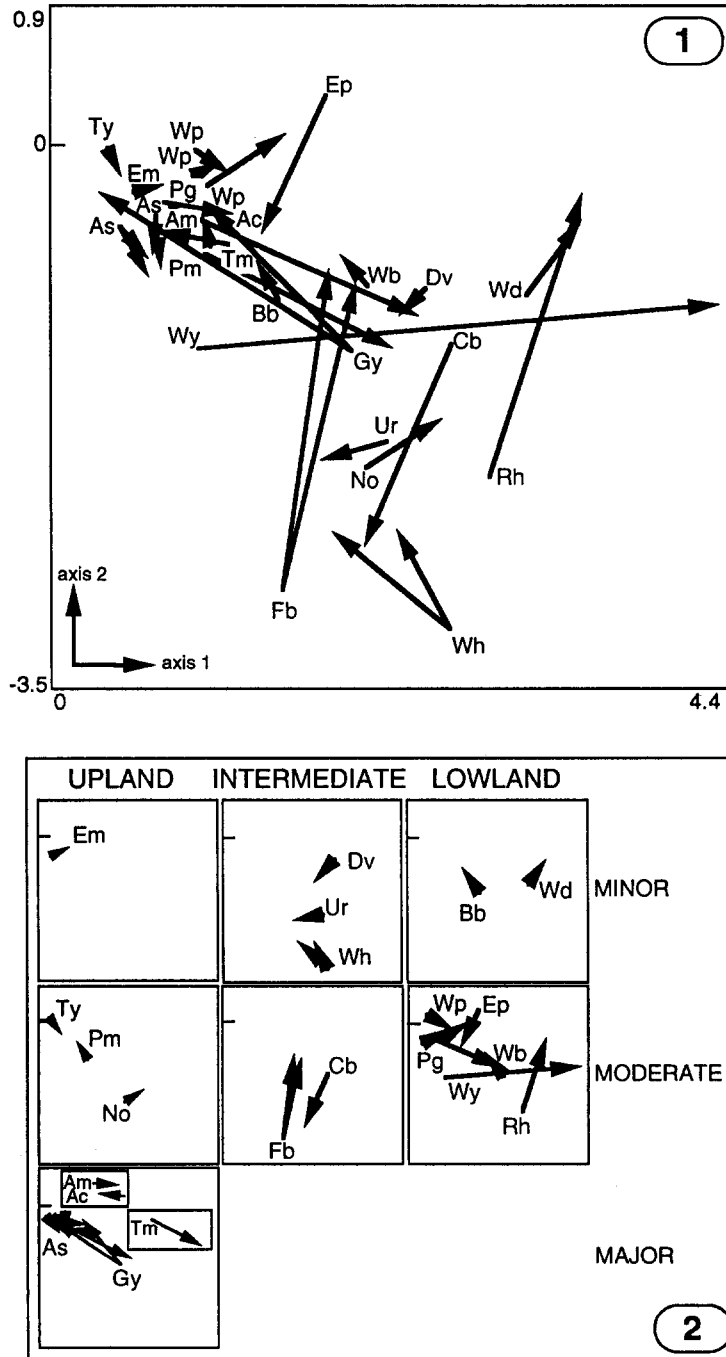 0.9
1
Ep
0
Ty
Wp
Wp
Em
Pg
Wp
As
Am
Ac
As
Pm
Tm
Wb
Dv
Wd
Bb
Wy
Gy
Cb
Ur
No
Rh
axis 2
Fb
Wh
axis 1
-3.5
0
4.4
UPLAND INTERMEDIATE LOWLAND
Em
Dv
Ur
Wh
Bb
Wd
MINOR
Ty
Pm
No
Cb
Fb
Wp
Ep
Pg
Wb
Wy
Rh
MODERATE
Am
Ac
As
Tm
Gy
MAJOR
2